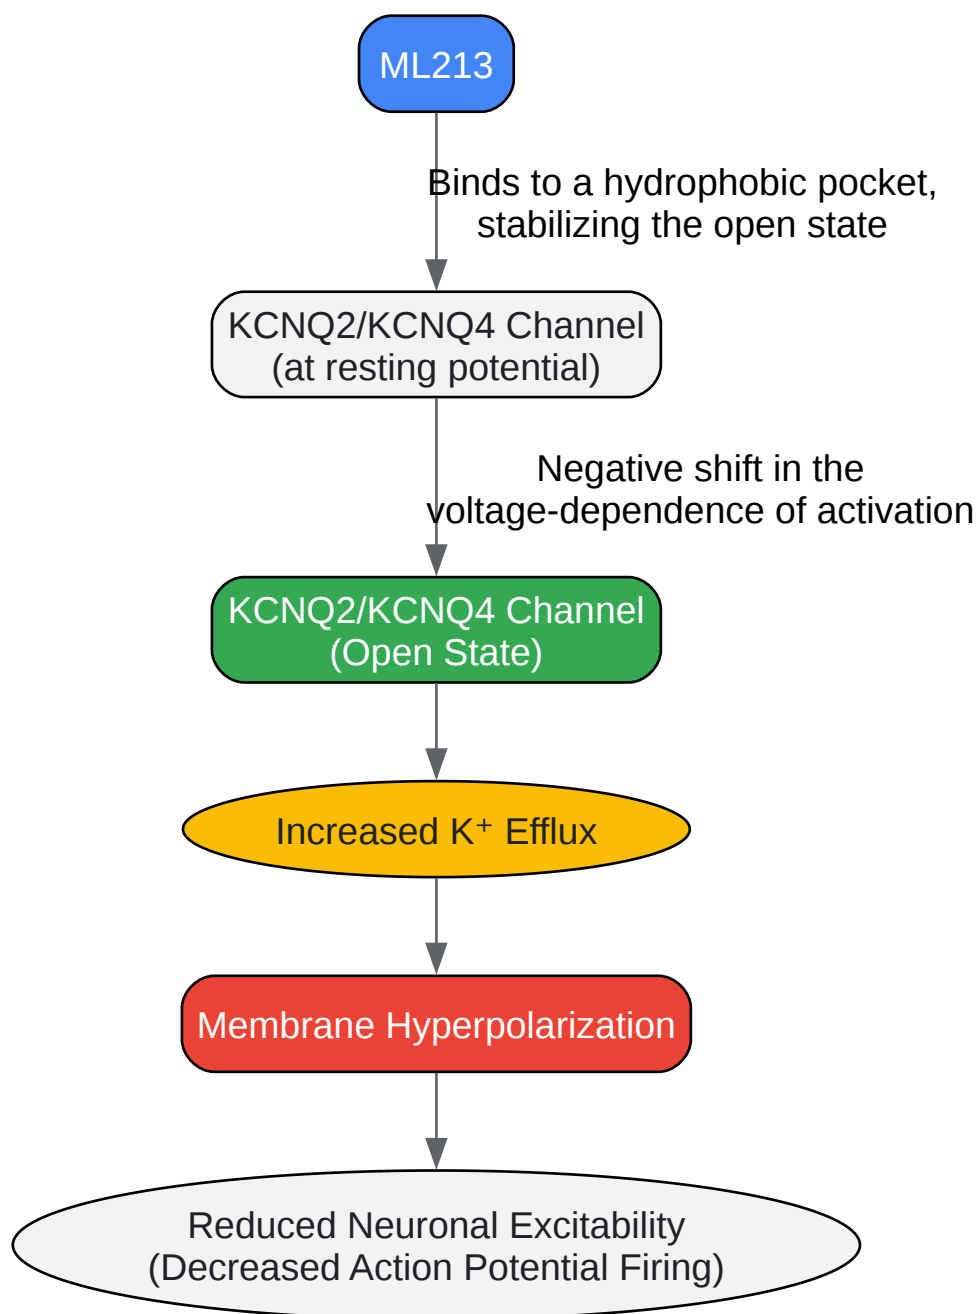 ML213
Binds to a hydrophobic pocket,
stabilizing the open state
KCNQ2/KCNQ4 Channel
(at resting potential)
Negative shift in the
voltage-dependence of activation
KCNQ2/KCNQ4 Channel
(Open State)
Increased K⁺ Efflux
Membrane Hyperpolarization
Reduced Neuronal Excitability
(Decreased Action Potential Firing)